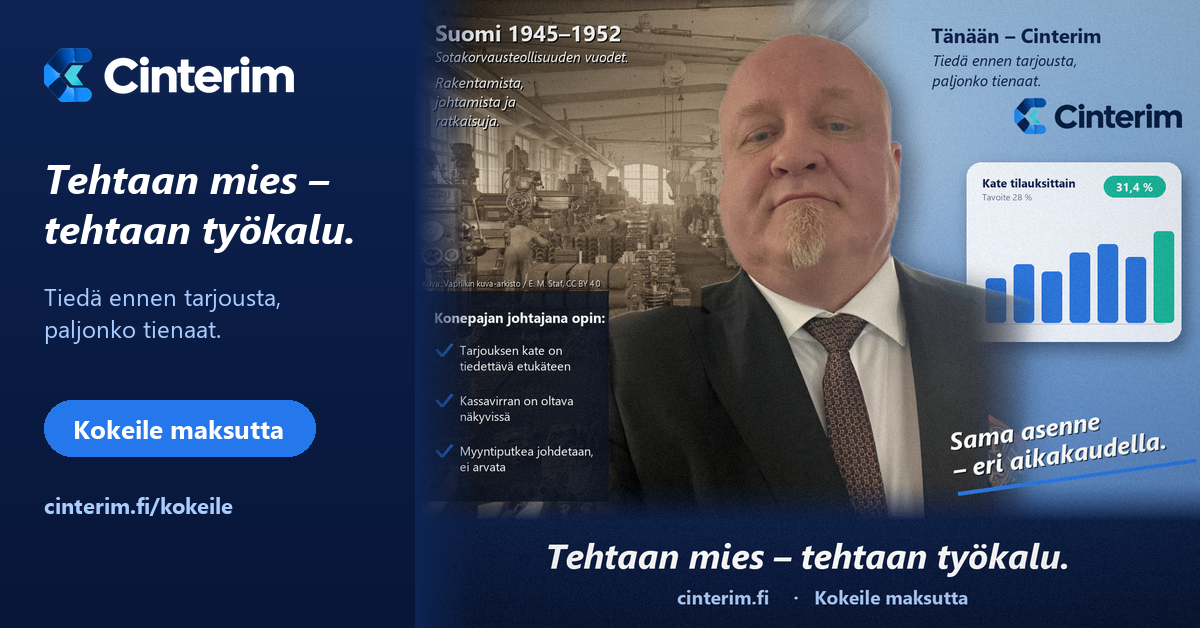 Cinterim
Tehtaan mies –
tehtaan työkalu.
Tiedä ennen tarjousta,
paljonko tienaat.
Kokeile maksutta
cinterim.fi/kokeile
Suomi 1945–1952
Sotakorvausteollisuuden vuodet.
Rakentamista,
johtamista ja
ratkaisuja.
Kuva: Vapriikin kuva-arkisto / E. M. Staf, CC BY 4.0
Konepajan johtajana opin:
Tarjouksen kate on
tiedettävä etukäteen
Kassavirran on oltava
näkyvissä
Myyntiputkea johdetaan,
ei arvata
Tänään – Cinterim
Tiedä ennen tarjousta,
paljonko tienaat.
Cinterim
Kate tilauksittain
31,4 %
Tavoite 28 %
Sama asenne
– eri aikakaudella.
Tehtaan mies – tehtaan työkalu.
cinterim.fi · Kokeile maksutta